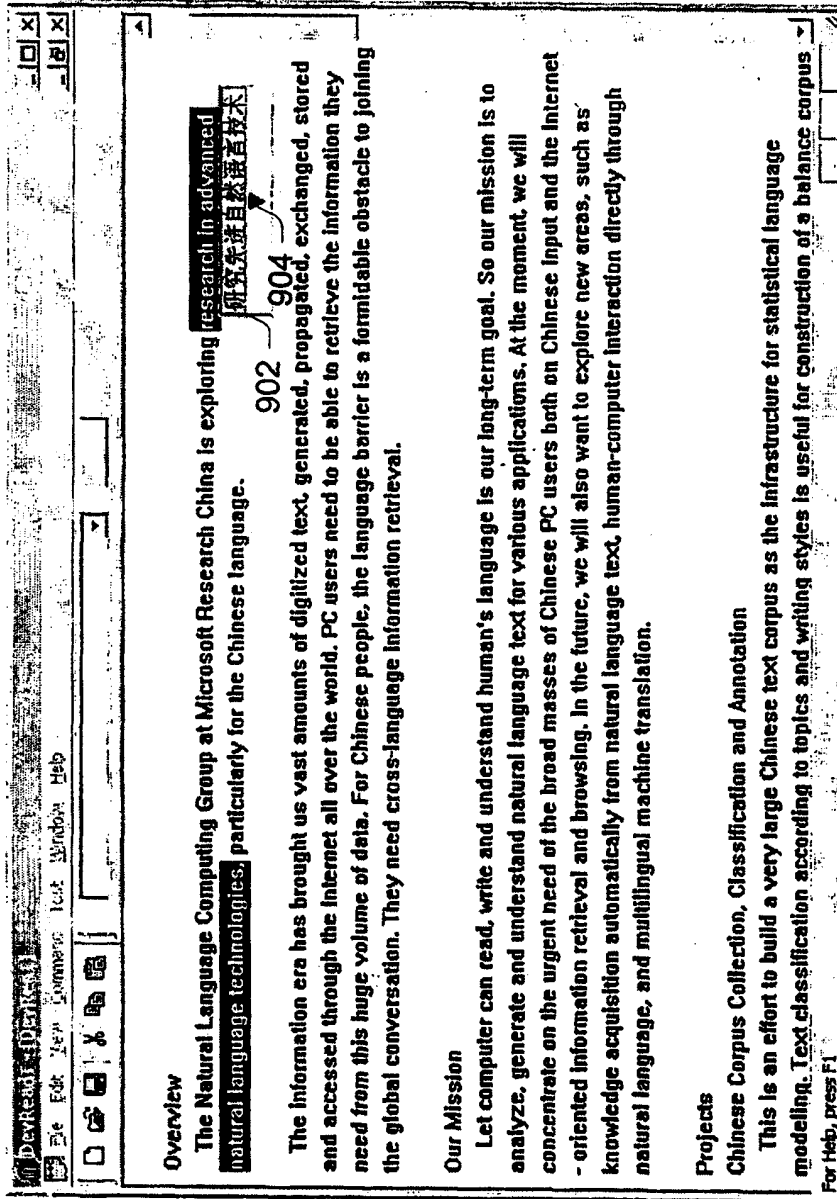 DevRead1 - [DevRead1]
File Edit View Command Text Window Help
Overview
The Natural Language Computing Group at Microsoft Research China is exploring research in advanced
研究先进自然语言技术
natural language technologies, particularly for the Chinese language.
902
904
The information era has brought us vast amounts of digitized text, generated, propagated, exchanged, stored
and accessed through the Internet all over the world. PC users need to be able to retrieve the information they
need from this huge volume of data. For Chinese people, the language barrier is a formidable obstacle to joining
the global conversation. They need cross-language information retrieval.
Our Mission
Let computer can read, write and understand human's language is our long-term goal. So our mission is to
analyze, generate and understand natural language text for various applications. At the moment, we will
concentrate on the urgent need of the broad masses of Chinese PC users both on Chinese Input and the Internet
- oriented information retrieval and browsing. In the future, we will also want to explore new areas, such as
knowledge acquisition automatically from natural language text, human-computer interaction directly through
natural language, and multilingual machine translation.
Projects
Chinese Corpus Collection, Classification and Annotation
This is an effort to build a very large Chinese text corpus as the infrastructure for statistical language
modeling. Text classification according to topics and writing styles is useful for construction of a balance corpus
For Help, press F1